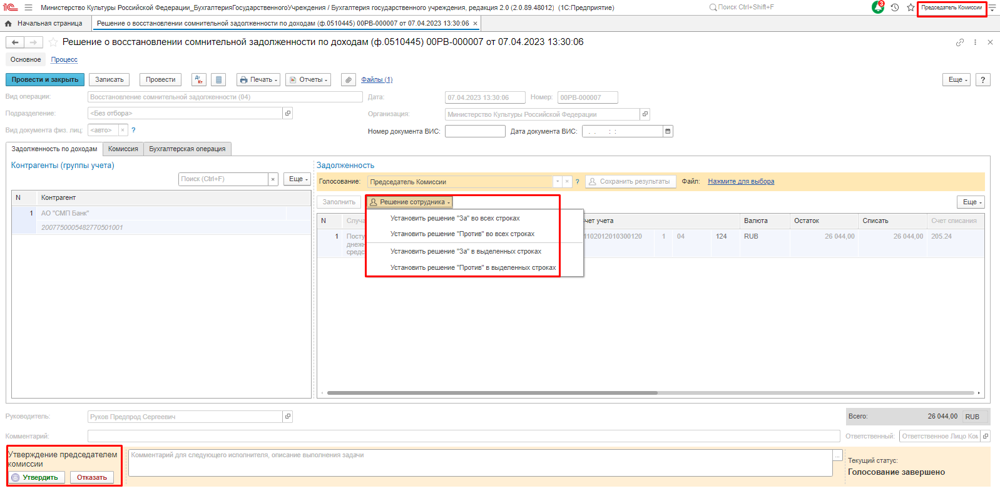 Министерство Культуры Российской Федерации_БухгалтерияГосударственногоУчреждения / Бухгалтерия государственного учреждения, редакция 2.0 (2.0.89.48012) (1С:Предприятие)
Поиск Ctrl+Shift+F
3
Председатель Комиссии
Начальная страница
Решение о восстановлении сомнительной задолженности по доходам (ф.0510445) 00РВ-000007 от 07.04.2023 13:30:06 ×
Решение о восстановлении сомнительной задолженности по доходам (ф.0510445) 00РВ-000007 от 07.04.2023 13:30:06
Основное Процесс
Провести и закрыть Записать Провести Дт Кт Печать Отчеты Файлы (1) Еще ?
Вид операции: Восстановление сомнительной задолженности (04) Дата: 07.04.2023 13:30:06 Номер: 00РВ-000007
Подразделение: <Без отбора> Организация: Министерство Культуры Российской Федерации
Вид документа физ. лиц: <авто> × ? Номер документа ВИС: Дата документа ВИС: . . : :
Задолженность по доходам Комиссия Бухгалтерская операция
Контрагенты (группы учета)
Поиск (Ctrl+F) × Еще
N Контрагент
1 АО "СМП Банк"
2007750005482770501001
Задолженность
Голосование: Председатель Комиссии × ? Сохранить результаты Файл: Нажмите для выбора
Заполнить Решение сотрудника Еще
Установить решение "За" во всех строках
Установить решение "Против" во всех строках
Установить решение "За" в выделенных строках
Установить решение "Против" в выделенных строках
N Случа чет учета Валюта Остаток Списать Счет списания
1 Посту 1102012010300120 1 04 124 RUB 26 044,00 26 044,00 205.24
днежн
средс
Руководитель: Руков Предпрод Сергеевич Всего: 26 044,00 RUB
Комментарий: Ответственный: Ответственное Лицо Ком
Утверждение председателем
комиссии
Утвердить Отказать
Комментарий для следующего исполнителя, описание выполнения задачи ...
Текущий статус:
Голосование завершено